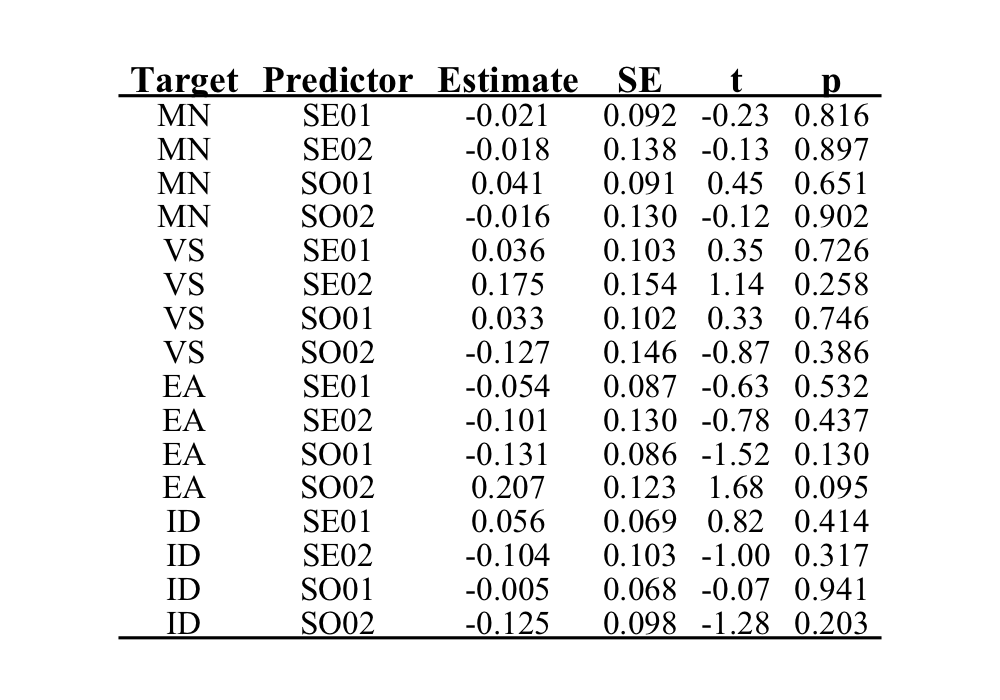 Target Predictor Estimate SE t p
MN SE01 -0.021 0.092 -0.23 0.816
MN SE02 -0.018 0.138 -0.13 0.897
MN SO01 0.041 0.091 0.45 0.651
MN SO02 -0.016 0.130 -0.12 0.902
VS SE01 0.036 0.103 0.35 0.726
VS SE02 0.175 0.154 1.14 0.258
VS SO01 0.033 0.102 0.33 0.746
VS SO02 -0.127 0.146 -0.87 0.386
EA SE01 -0.054 0.087 -0.63 0.532
EA SE02 -0.101 0.130 -0.78 0.437
EA SO01 -0.131 0.086 -1.52 0.130
EA SO02 0.207 0.123 1.68 0.095
ID SE01 0.056 0.069 0.82 0.414
ID SE02 -0.104 0.103 -1.00 0.317
ID SO01 -0.005 0.068 -0.07 0.941
ID SO02 -0.125 0.098 -1.28 0.203